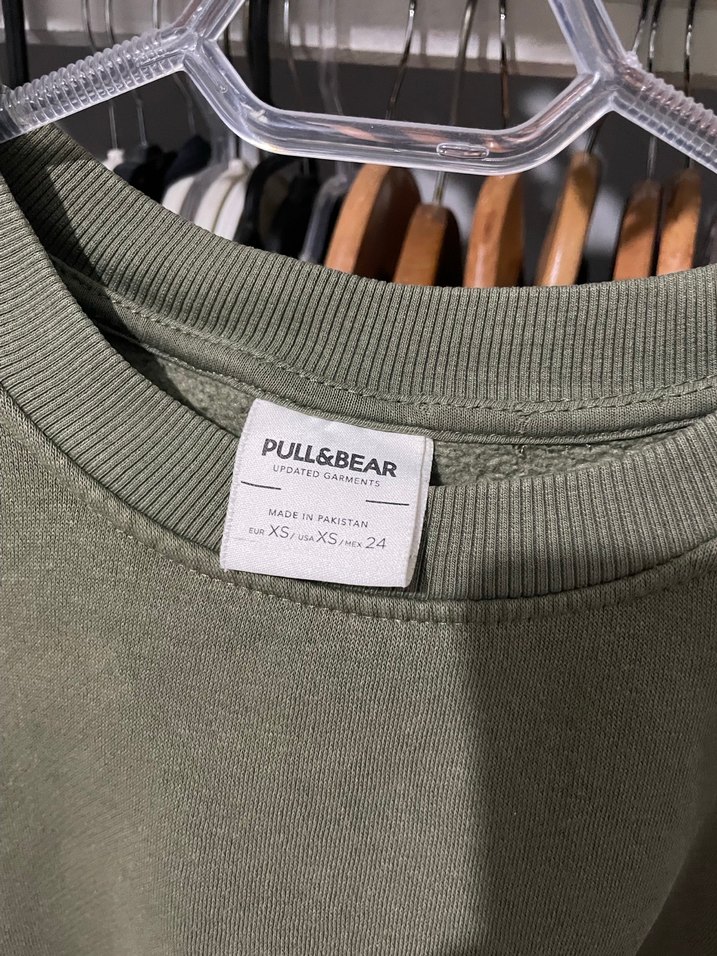 PULL&BEAR
UPDATED GARMENTS
MADE IN PAKISTAN
EUR XS/ USA XS/MEX 24